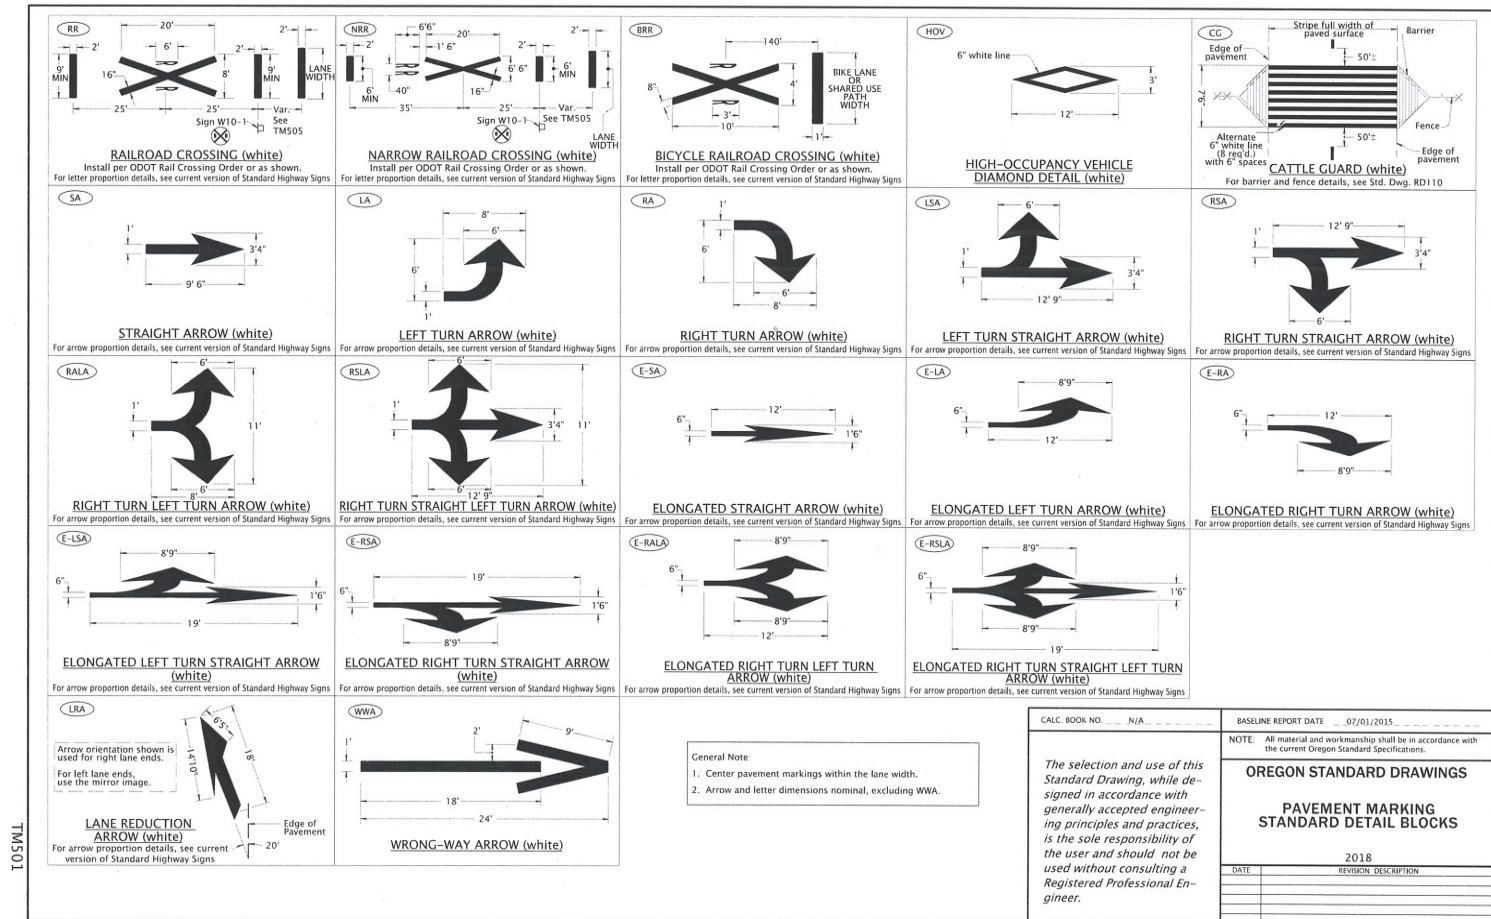 RR
20'
2'
6'
2'
2'
9'
MIN
16"
8'
9'
MIN
LANE
WIDTH
R
R
25'
25'
Var.
See
TM505
Sign W10-1
RAILROAD CROSSING (white)
Install per ODOT Rail Crossing Order or as shown.
For letter proportion details, see current version of Standard Highway Signs
NRR
6'6"
20'
2'
1' 6"
2'
2'
R R
6' 6"
6'
MIN
6'
MIN
40"
16"
35'
25'
Var.
See
TM505
Sign W10-1
LANE
WIDTH
NARROW RAILROAD CROSSING (white)
Install per ODOT Rail Crossing Order or as shown.
For letter proportion details, see current version of Standard Highway Signs
BRR
140'
8"
R
R
4'
3'
10'
BIKE LANE
OR
SHARED USE
PATH
WIDTH
1'
BICYCLE RAILROAD CROSSING (white)
Install per ODOT Rail Crossing Order or as shown.
For letter proportion details, see current version of Standard Highway Signs
HOV
6" white line
3'
12'
HIGH-OCCUPANCY VEHICLE
DIAMOND DETAIL (white)
CG
Stripe full width of
paved surface
Barrier
Edge of
pavement
50'±
7'6"
Fence
Alternate
6" white line
(8 req'd.)
with 6" spaces
50'±
Edge of
pavement
CATTLE GUARD (white)
For barrier and fence details, see Std. Dwg. RD110
SA
1'
3'4"
9' 6"
STRAIGHT ARROW (white)
For arrow proportion details, see current version of Standard Highway Signs
LA
8'
6'
6'
1'
LEFT TURN ARROW (white)
For arrow proportion details, see current version of Standard Highway Signs
RA
1'
6'
6'
8'
RIGHT TURN ARROW (white)
For arrow proportion details, see current version of Standard Highway Signs
LSA
6'
1'
3'4"
12' 9"
LEFT TURN STRAIGHT ARROW (white)
For arrow proportion details, see current version of Standard Highway Signs
RSA
12' 9"
1'
3'4"
6'
RIGHT TURN STRAIGHT ARROW (white)
For arrow proportion details, see current version of Standard Highway Signs
RALA
6'
1'
11'
6'
8'
RIGHT TURN LEFT TURN ARROW (white)
For arrow proportion details, see current version of Standard Highway Signs
RSLA
6'
1'
3'4"
11'
6'
12' 9"
RIGHT TURN STRAIGHT LEFT TURN ARROW (white)
For arrow proportion details, see current version of Standard Highway Signs
E-SA
12'
6"
1'6"
ELONGATED STRAIGHT ARROW (white)
For arrow proportion details, see current version of Standard Highway Signs
E-LA
8'9"
6"
12'
ELONGATED LEFT TURN ARROW (white)
For arrow proportion details, see current version of Standard Highway Signs
E-RA
12'
6"
8'9"
ELONGATED RIGHT TURN ARROW (white)
For arrow proportion details, see current version of Standard Highway Signs
E-LSA
8'9"
6"
1'6"
19'
ELONGATED LEFT TURN STRAIGHT ARROW
(white)
For arrow proportion details, see current version of Standard Highway Signs
E-RSA
19'
6"
1'6"
8'9"
ELONGATED RIGHT TURN STRAIGHT ARROW
(white)
For arrow proportion details, see current version of Standard Highway Signs
E-RALA
8'9"
6"
8'9"
12'
ELONGATED RIGHT TURN LEFT TURN
ARROW (white)
For arrow proportion details, see current version of Standard Highway Signs
E-RSLA
8'9"
6"
1'6"
8'9"
19'
ELONGATED RIGHT TURN STRAIGHT LEFT TURN
ARROW (white)
For arrow proportion details, see current version of Standard Highway Signs
LRA
6'5"
18'
14'10"
Arrow orientation shown is
used for right lane ends.
For left lane ends,
use the mirror image.
Edge of
Pavement
20'
LANE REDUCTION
ARROW (white)
For arrow proportion details, see current
version of Standard Highway Signs
WWA
9'
2'
1'
18'
24'
WRONG-WAY ARROW (white)
General Note
1. Center pavement markings within the lane width.
2. Arrow and letter dimensions nominal, excluding WWA.
CALC. BOOK NO. N/A
BASELINE REPORT DATE 07/01/2015
The selection and use of this
Standard Drawing, while de-
signed in accordance with
generally accepted engineer-
ing principles and practices,
is the sole responsibility of
the user and should not be
used without consulting a
Registered Professional En-
gineer.
NOTE: All material and workmanship shall be in accordance with
the current Oregon Standard Specifications.
OREGON STANDARD DRAWINGS
PAVEMENT MARKING
STANDARD DETAIL BLOCKS
2018
DATE REVISION DESCRIPTION
TM501